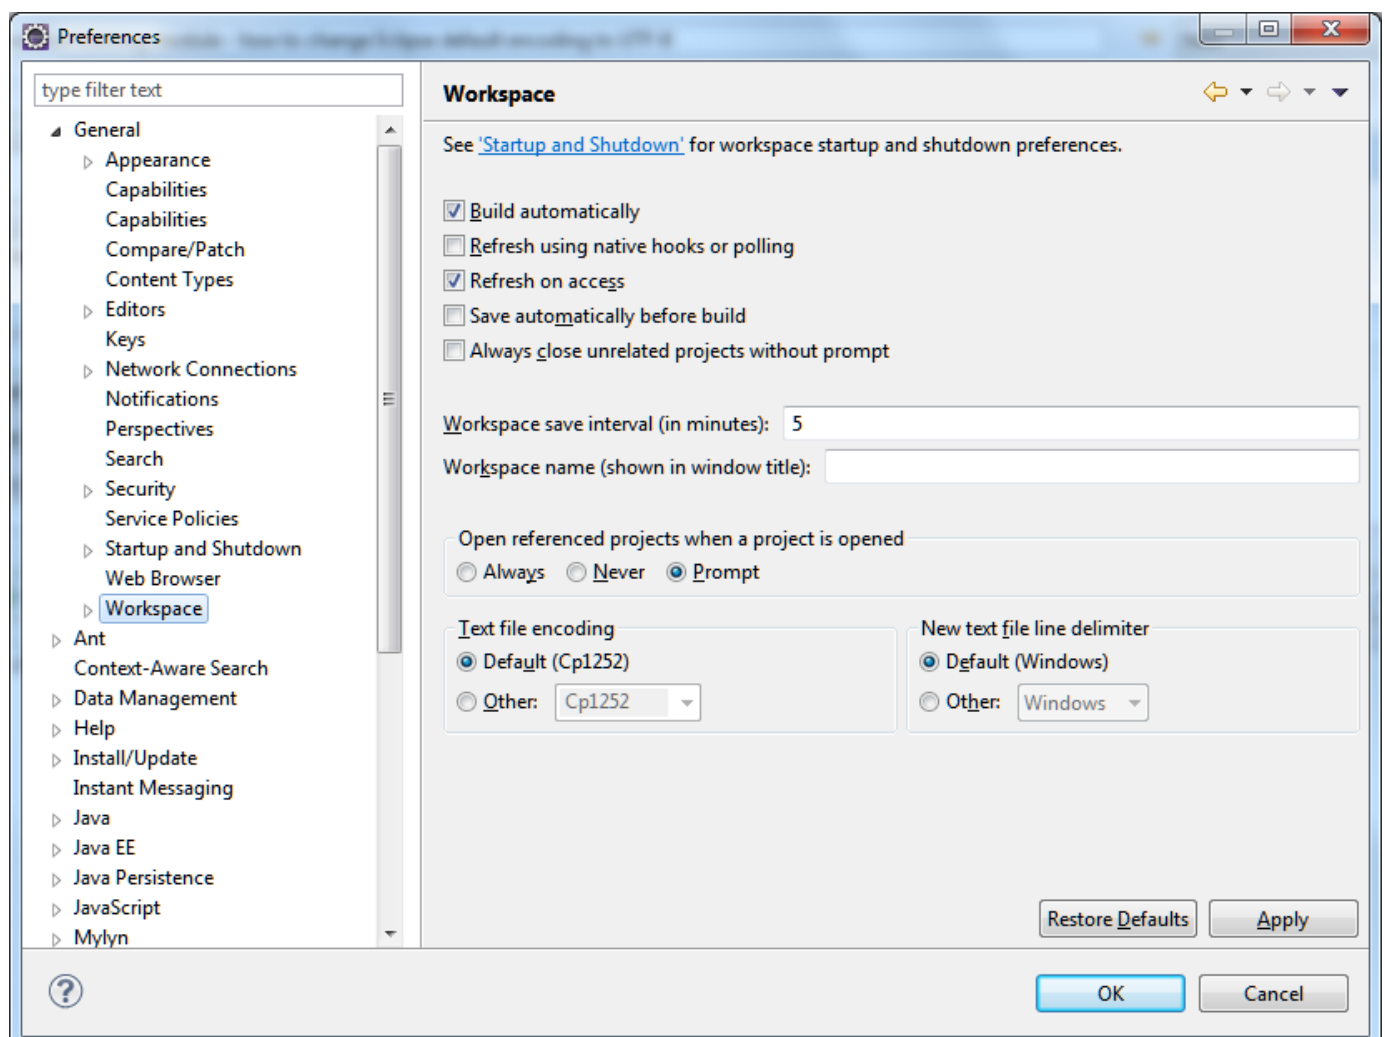 Preferences
type filter text
General
Appearance
Capabilities
Capabilities
Compare/Patch
Content Types
Editors
Keys
Network Connections
Notifications
Perspectives
Search
Security
Service Policies
Startup and Shutdown
Web Browser
Workspace
Ant
Context-Aware Search
Data Management
Help
Install/Update
Instant Messaging
Java
Java EE
Java Persistence
JavaScript
Mylyn
Workspace
See 'Startup and Shutdown' for workspace startup and shutdown preferences.
Build automatically
Refresh using native hooks or polling
Refresh on access
Save automatically before build
Always close unrelated projects without prompt
Workspace save interval (in minutes): 5
Workspace name (shown in window title):
Open referenced projects when a project is opened
Always Never Prompt
Text file encoding
Default (Cp1252)
Other: Cp1252
New text file line delimiter
Default (Windows)
Other: Windows
Restore Defaults Apply
OK Cancel